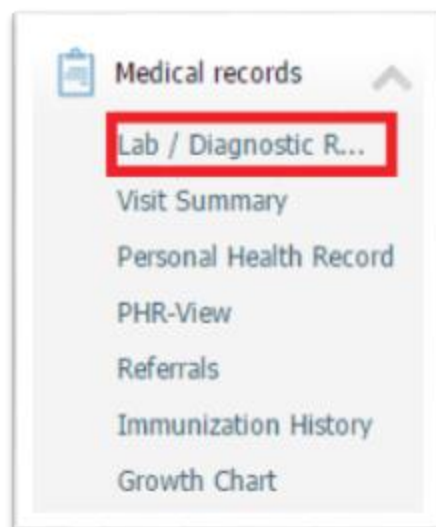 Medical records
Lab / Diagnostic R...
Visit Summary
Personal Health Record
PHR-View
Referrals
Immunization History
Growth Chart